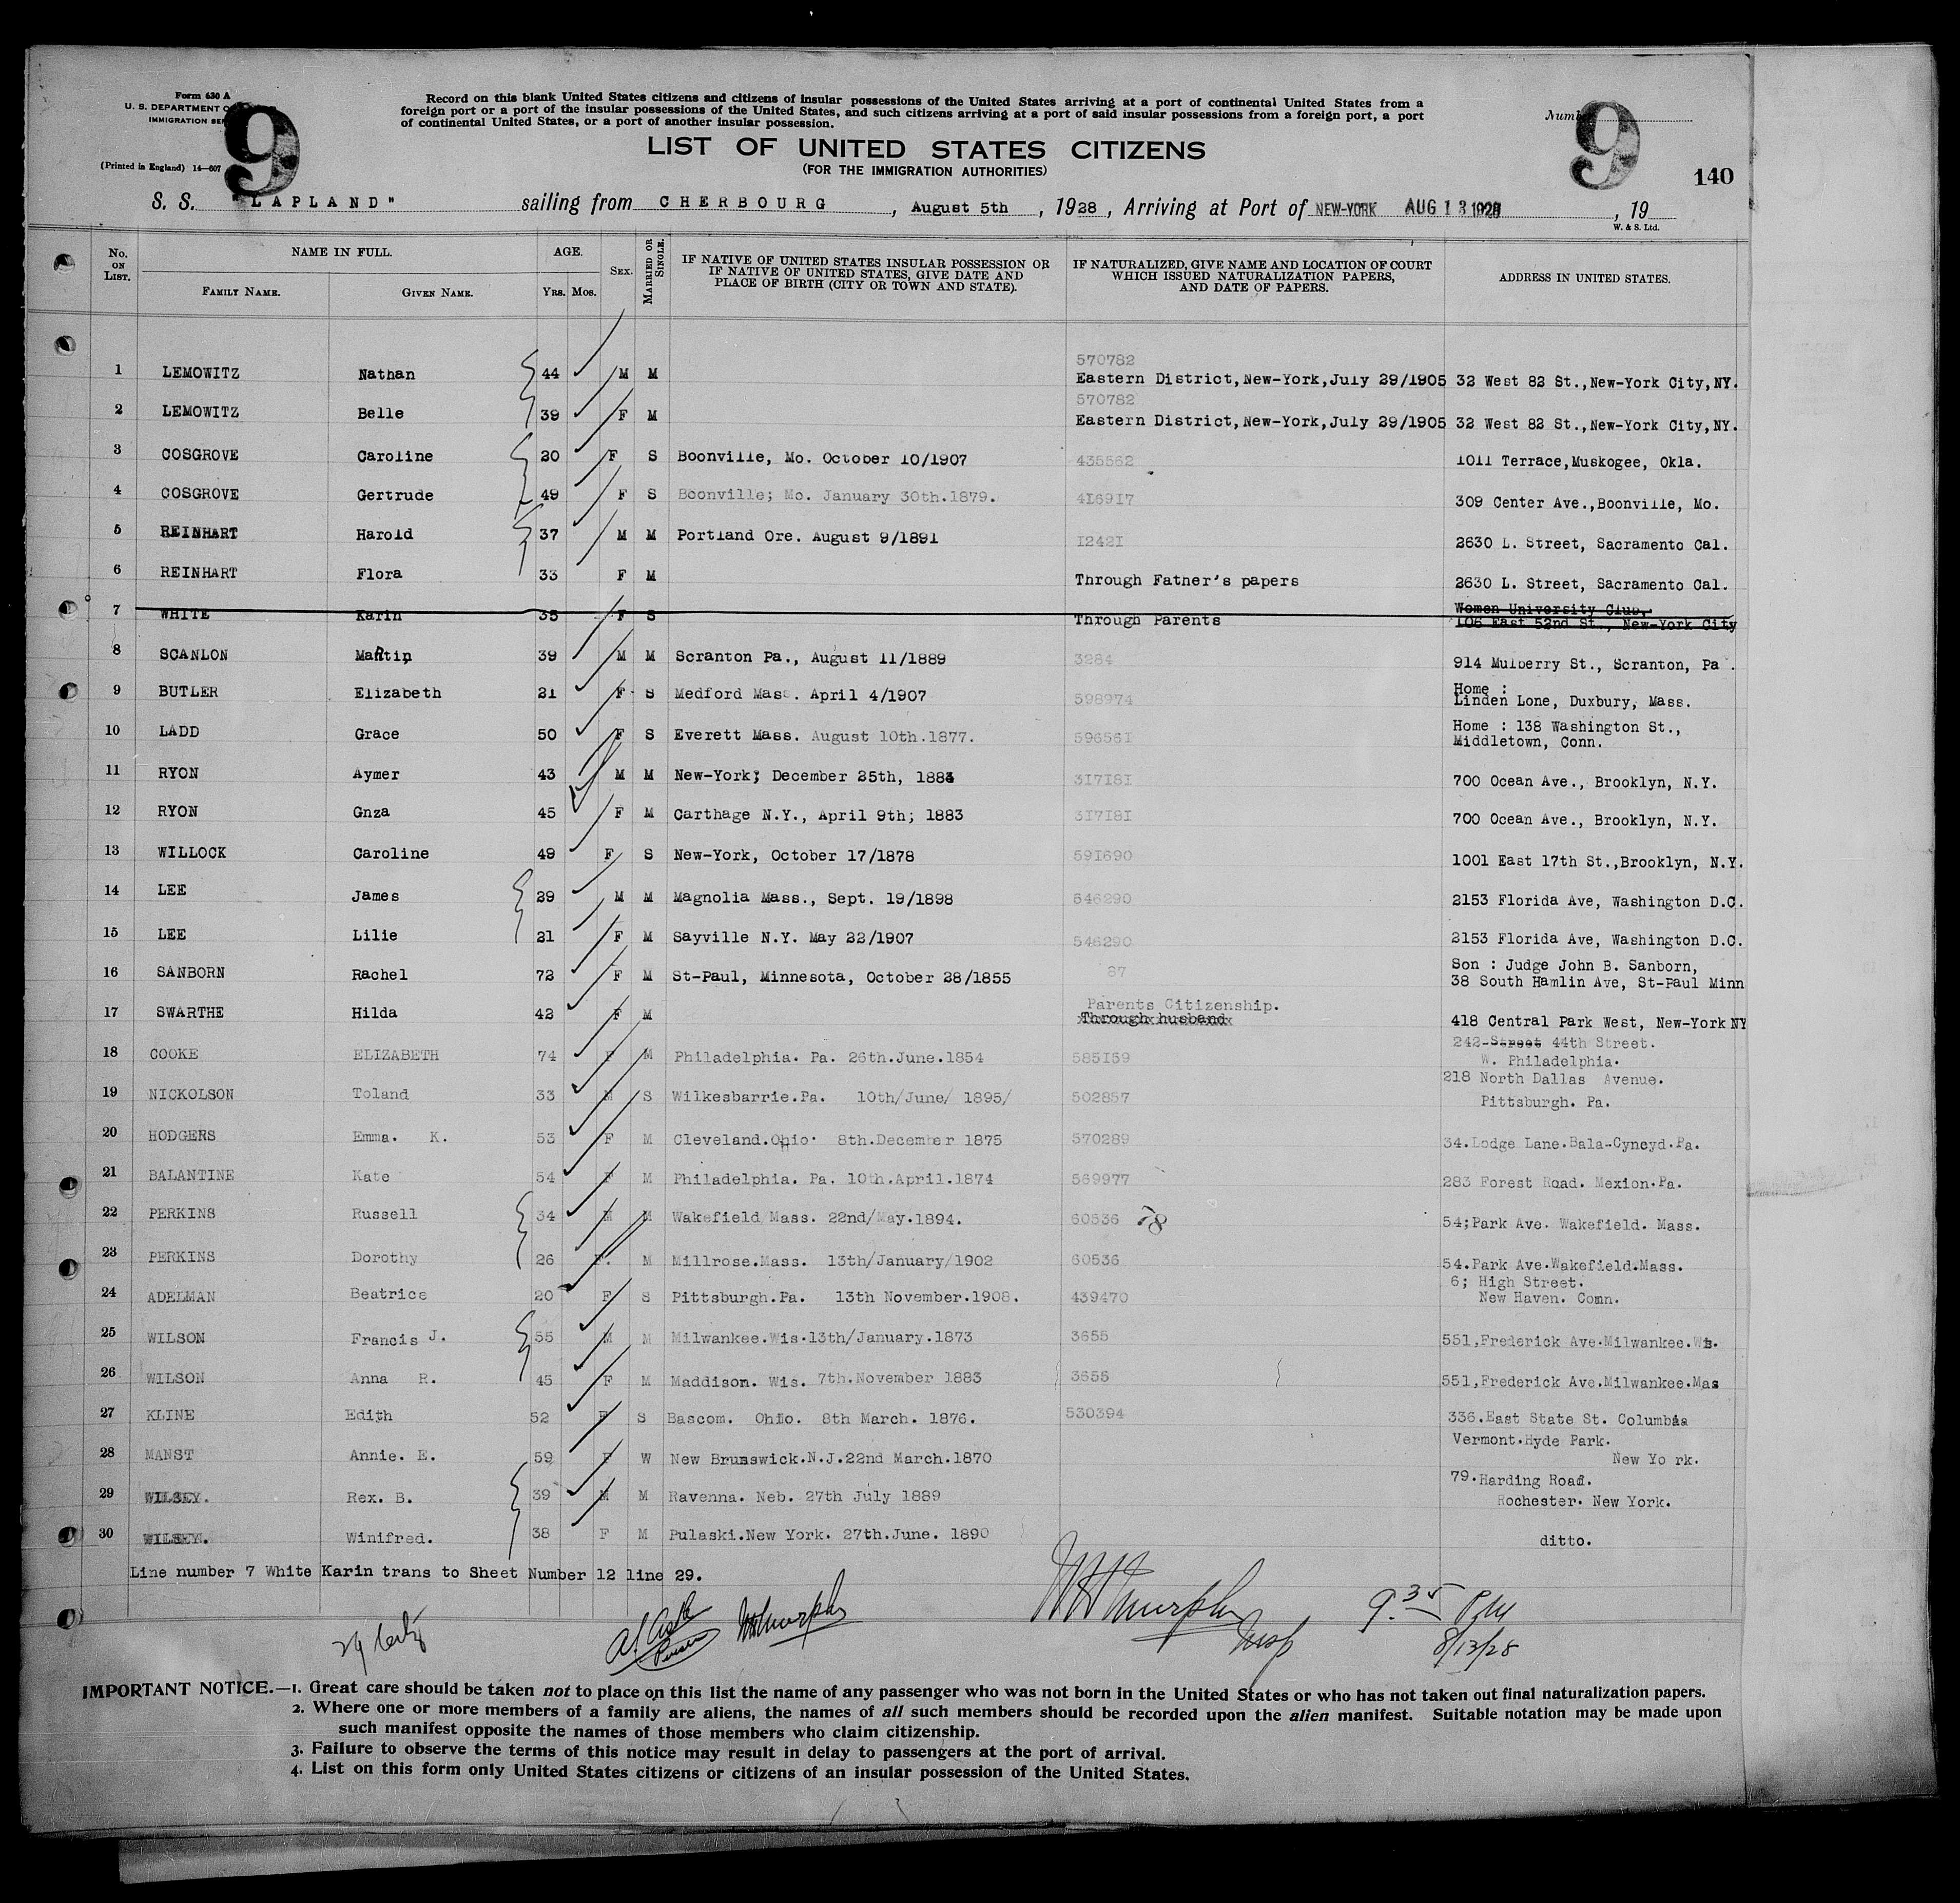 Form 630 A
U. S. DEPARTMENT O
IMMIGRATION SER
(Printed in England) 14—607
9
Record on this blank United States citizens and citizens of insular possessions of the United States arriving at a port of continental United States from a
foreign port or a port of the insular possessions of the United States, and such citizens arriving at a port of said insular possessions from a foreign port, a port
of continental United States, or a port of another insular possession.
Numb
9
LIST OF UNITED STATES CITIZENS
(FOR THE IMMIGRATION AUTHORITIES)
140
S. S. "LAPLAND" sailing from CHERBOURG, August 5th, 1928, Arriving at Port of NEW-YORK AUG 13 1928, 19
W. & S. Ltd.
No. ON LIST. NAME IN FULL. FAMILY NAME. GIVEN NAME. AGE. YRS. MOS. SEX. MARRIED OR SINGLE. IF NATIVE OF UNITED STATES INSULAR POSSESSION OR IF NATIVE OF UNITED STATES, GIVE DATE AND PLACE OF BIRTH (CITY OR TOWN AND STATE). IF NATURALIZED, GIVE NAME AND LOCATION OF COURT WHICH ISSUED NATURALIZATION PAPERS, AND DATE OF PAPERS. ADDRESS IN UNITED STATES.
570782
1 LEMOWITZ Nathan 44 M M Eastern District,New-York,July 29/1905 32 West 82 St.,New-York City,NY.
570782
2 LEMOWITZ Belle 39 F M Eastern District,New-York,July 29/1905 32 West 82 St.,New-York City,NY.
3 COSGROVE Caroline 20 F S Boonville, Mo. October 10/1907 435562 1011 Terrace,Muskogee, Okla.
4 COSGROVE Gertrude 49 F S Boonville; Mo. January 30th.1879. 416917 309 Center Ave.,Boonville, Mo.
5 REINHART Harold 37 M M Portland Ore. August 9/1891 12421 2630 L. Street, Sacramento Cal.
6 REINHART Flora 33 F M Through Father's papers 2630 L. Street, Sacramento Cal.
Women University Club,
7 WHITE Karin 35 F S Through Parents 106 East 52nd St., New-York City
8 SCANLON Martin 39 M M Scranton Pa., August 11/1889 3284 914 Mulberry St., Scranton, Pa.
Home :
9 BUTLER Elizabeth 21 F S Medford Mass. April 4/1907 598974 Linden Lone, Duxbury, Mass.
10 LADD Grace 50 F S Everett Mass. August 10th.1877. 596561 Home : 138 Washington St.,
Middletown, Conn.
11 RYON Aymer 43 M M New-York; December 25th, 1884 317181 700 Ocean Ave., Brooklyn, N.Y.
12 RYON Gnza 45 F M Carthage N.Y., April 9th; 1883 317181 700 Ocean Ave., Brooklyn, N.Y.
13 WILLOCK Caroline 49 F S New-York, October 17/1878 591690 1001 East 17th St.,Brooklyn, N.Y.
14 LEE James 29 M M Magnolia Mass., Sept. 19/1898 546290 2153 Florida Ave, Washington D.C.
15 LEE Lilie 21 F M Sayville N.Y. May 22/1907 546290 2153 Florida Ave, Washington D.C.
16 SANBORN Rachel 72 F M St-Paul, Minnesota, October 28/1855 87 Son : Judge John B. Sanborn,
38 South Hamlin Ave, St-Paul Minn
Parents Citizenship.
17 SWARTHE Hilda 42 F M Through husband 418 Central Park West, New-York NY
242 Street 44th Street.
18 COOKE ELIZABETH 74 F M Philadelphia. Pa. 26th.June.1854 585159 W. Philadelphia.
218 North Dallas Avenue.
19 NICKOLSON Toland 33 M S Wilkesbarrie.Pa. 10th/June/ 1895/ 502857 Pittsburgh. Pa.
20 HODGERS Emma. K. 53 F M Cleveland.Ohio. 8th.December 1875 570289 34.Lodge Lane.Bala-Cyncyd.Pa.
21 BALANTINE Kate 54 F M Philadelphia. Pa. 10th.April.1874 569977 283 Forest Road. Mexion.Pa.
22 PERKINS Russell 34 M M Wakefield Mass. 22nd/May.1894. 60536 78 54;Park Ave. Wakefield. Mass.
23 PERKINS Dorothy 26 F. M Millrose.Mass. 13th/January/1902 60536 54.Park Ave.Wakefield.Mass.
6; High Street.
24 ADELMAN Beatrice 20 F S Pittsburgh.Pa. 13th November.1908. 439470 New Haven. Conn.
25 WILSON Francis J. 55 M M Milwankee.Wis.13th/January.1873 3655 551,Frederick Ave.Milwankee.Wis.
26 WILSON Anna R. 45 F M Maddison. Wis. 7th.November 1883 3655 551,Frederick Ave.Milwankee.Mas
27 KLINE Edith 52 F S Bascom. Ohio. 8th March. 1876. 530394 336.East State St. Columbia
Vermont.Hyde Park.
28 MANST Annie. E. 59 F W New Brunswick.N.J.22nd March.1870 New Yo rk.
79.Harding Road.
29 WILSEY. Rex. B. 39 M M Ravenna. Neb. 27th July 1889 Rochester. New York.
30 WILSEY. Winifred. 38 F M Pulaski.New York. 27th.June. 1890 ditto.
Line number 7 White Karin trans to Sheet Number 12 line 29.
WH Murphy WH Murphy Insp 9.35 PM
8/13/28
IMPORTANT NOTICE.—1. Great care should be taken not to place on this list the name of any passenger who was not born in the United States or who has not taken out final naturalization papers.
2. Where one or more members of a family are aliens, the names of all such members should be recorded upon the alien manifest. Suitable notation may be made upon
such manifest opposite the names of those members who claim citizenship.
3. Failure to observe the terms of this notice may result in delay to passengers at the port of arrival.
4. List on this form only United States citizens or citizens of an insular possession of the United States.